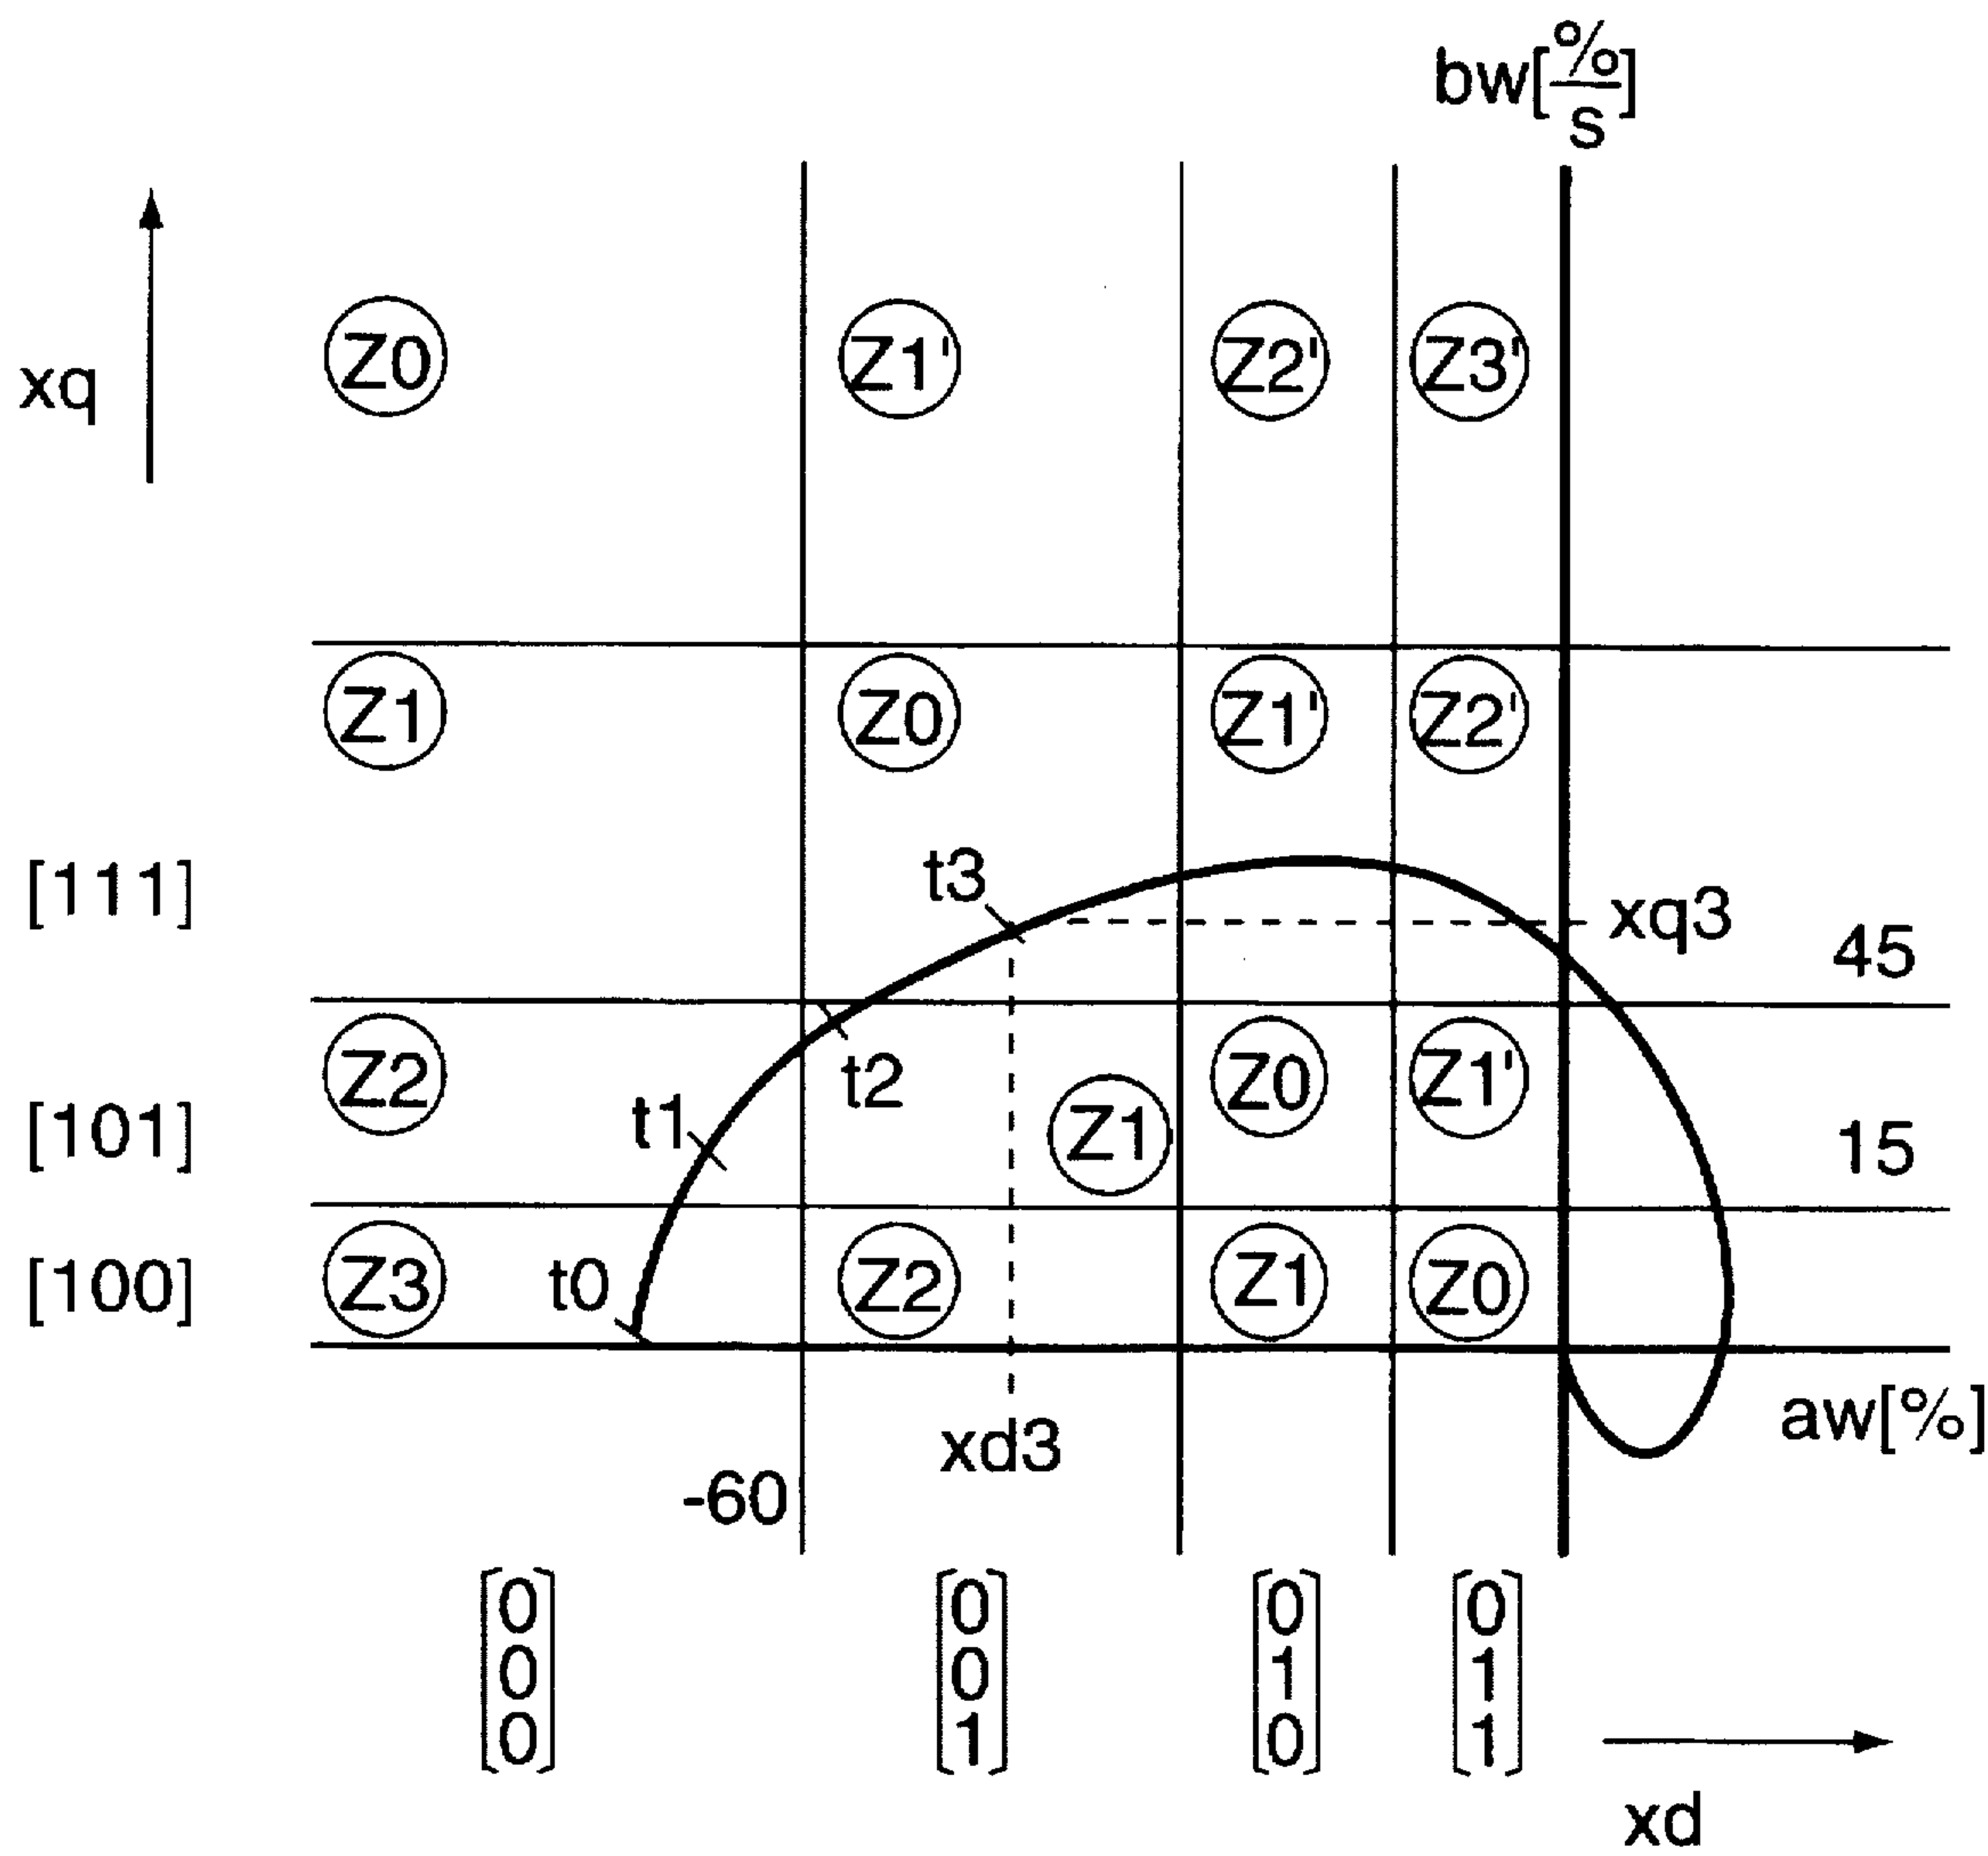 bw[%/s]
xq
Z0 Z1' Z2' Z3'
Z1 Z0 Z1' Z2'
t3
[111]
xq3
45
Z2 Z0 Z1'
t2
t1
Z1
[101]
15
[100]
Z3 t0 Z2 Z1 Z0
aw[%]
xd3
-60
[0 0 0] [0 0 1] [0 1 0] [0 1 1]
xd